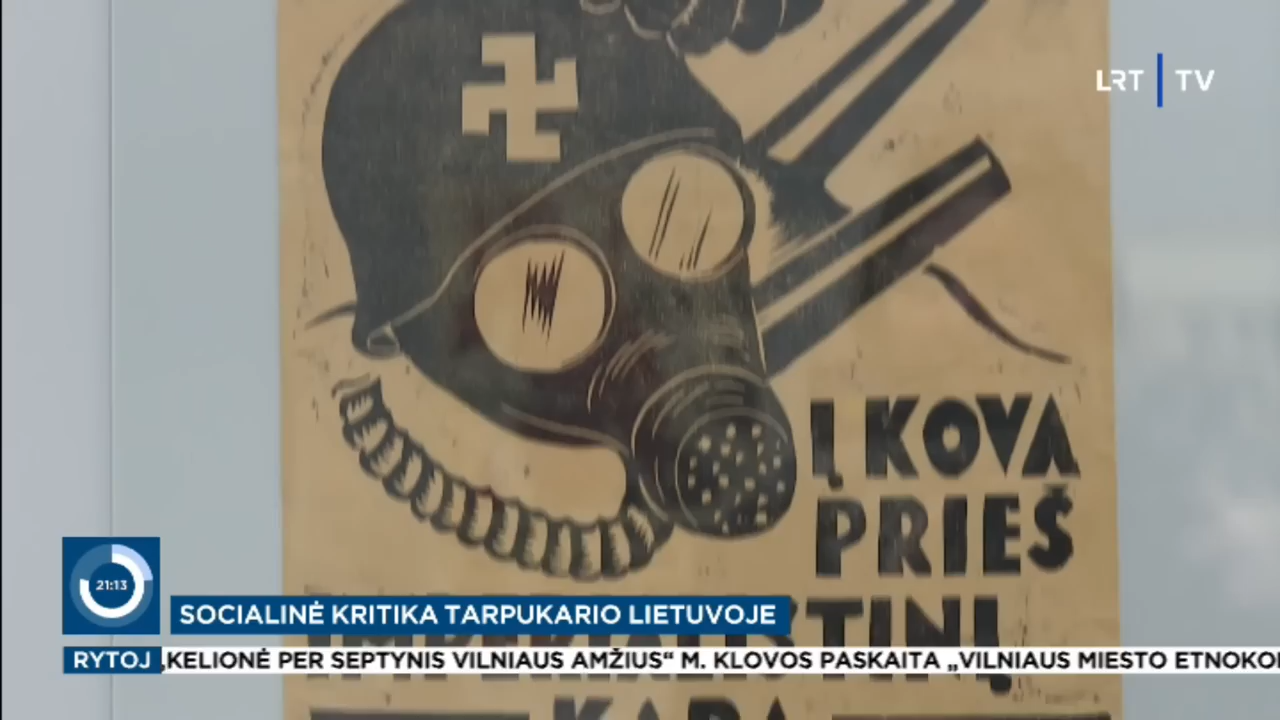 LRT TV
Į KOVA
PRIEŠ
21:13
SOCIALINĖ KRITIKA TARPUKARIO LIETUVOJE
RYTOJ „KELIONĖ PER SEPTYNIS VILNIAUS AMŽIUS“ M. KLOVOS PASKAITA „VILNIAUS MIESTO ETNOKO